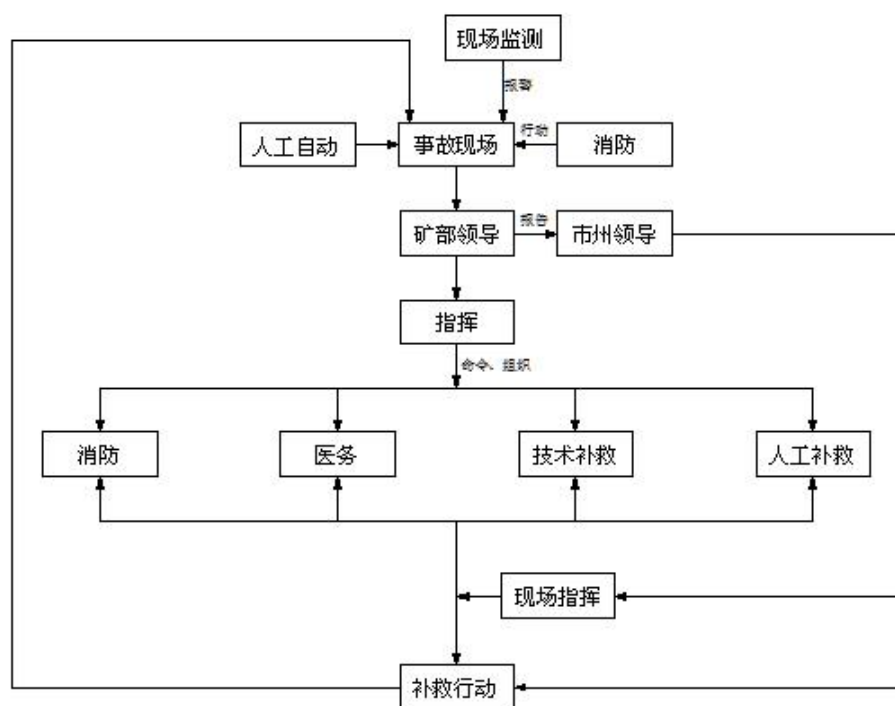 现场监测
报警
人工自动
事故现场
行动
消防
矿部领导
报告
市州领导
指挥
命令、组织
消防
医务
技术补救
人工补救
现场指挥
补救行动